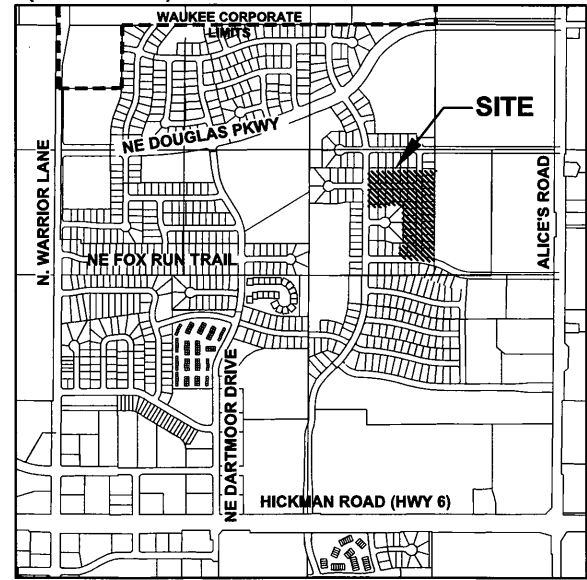 WAUKEE CORPORATE
LIMITS
SITE
NE DOUGLAS PKWY
N. WARRIOR LANE
ALICE'S ROAD
NE FOX RUN TRAIL
NE DARTMOOR DRIVE
HICKMAN ROAD (HWY 6)